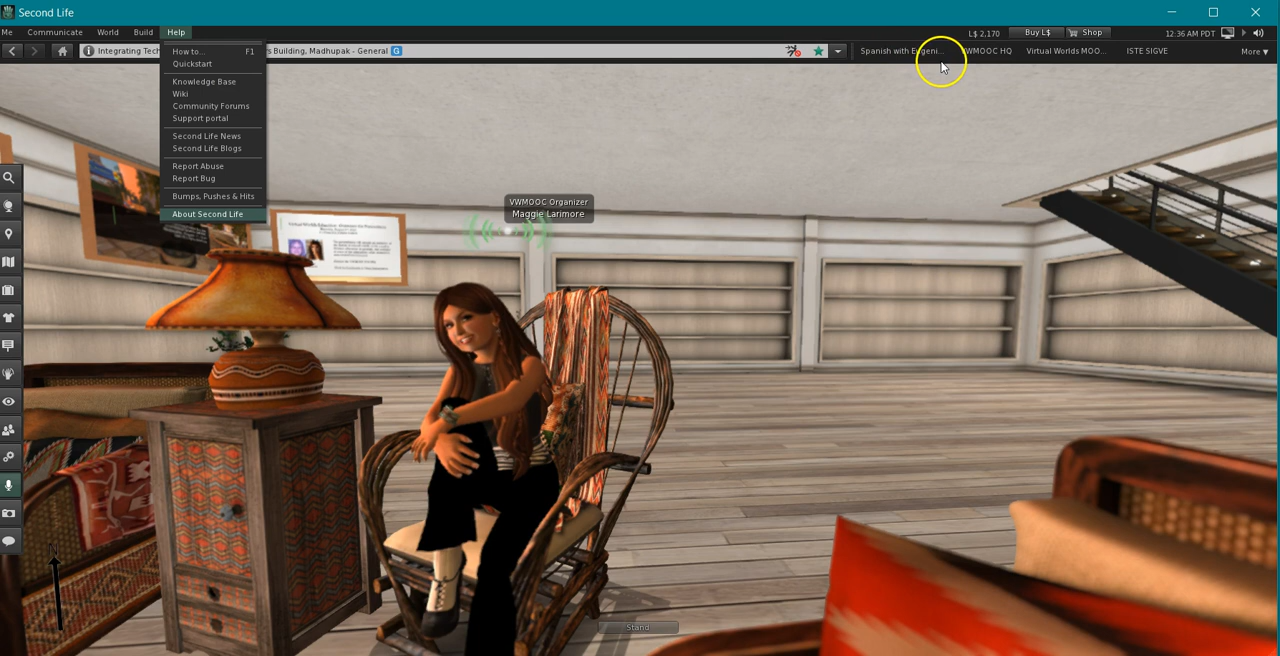 Second Life
Me Communicate World Build Help
L$ 2,170 Buy L$ Shop 12:36 AM PDT
Integrating Tech
s Building, Madhupak - General G
Spanish with Eugeni... VWMOOC HQ Virtual Worlds MOO... ISTE SIGVE More ▼
How to... F1
Quickstart
Knowledge Base
Wiki
Community Forums
Support portal
Second Life News
Second Life Blogs
Report Abuse
Report Bug
Bumps, Pushes & Hits
About Second Life
VWMOOC Organizer
Maggie Larimore
N
Stand